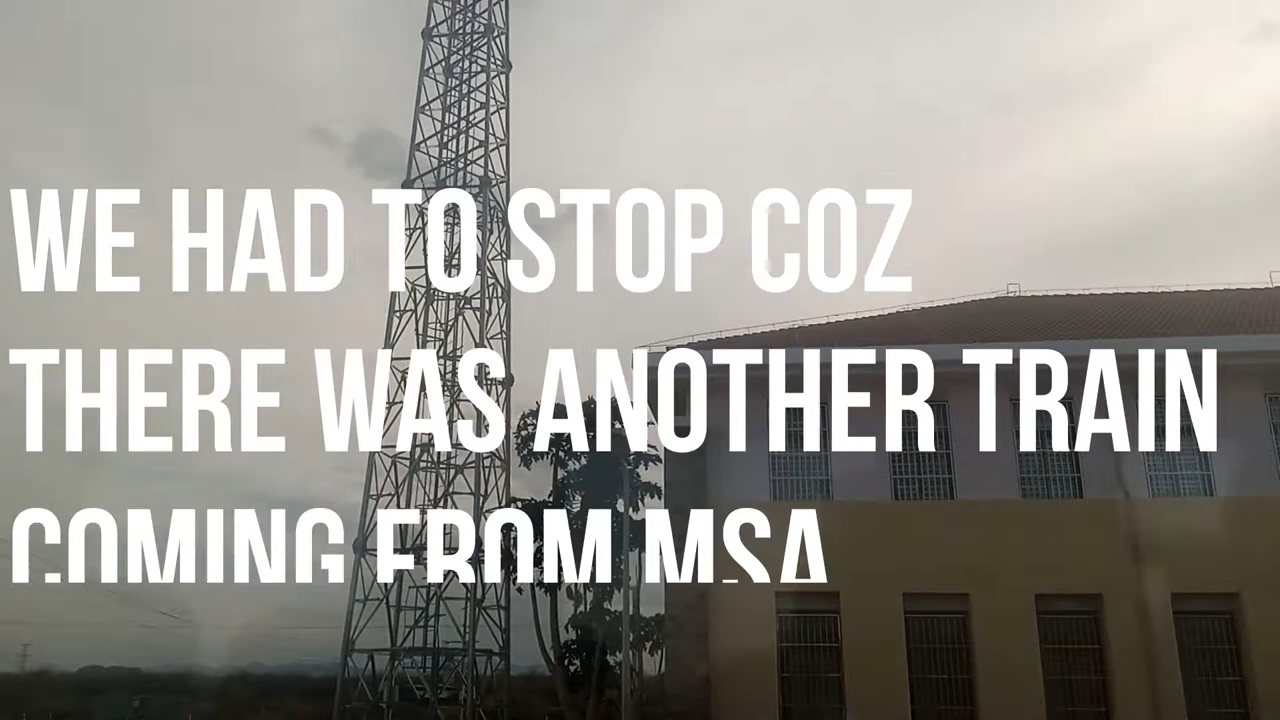 WE HAD TO STOP COZ
THERE WAS ANOTHER TRAIN
COMING FROM MSA